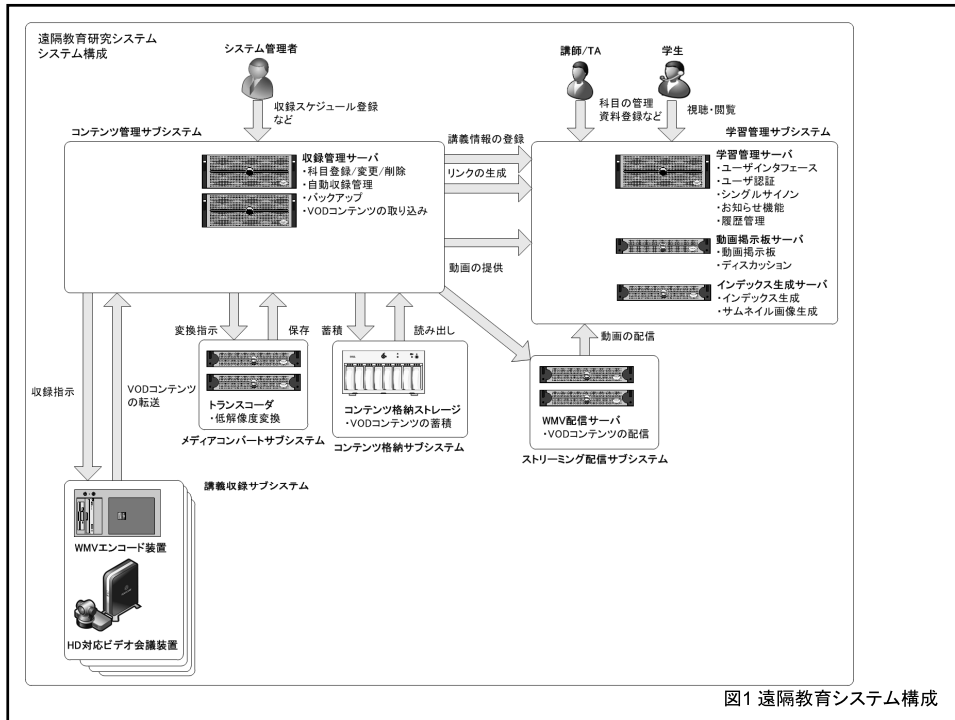 遠隔教育研究システム
システム構成
システム管理者
講師/TA
学生
収録スケジュール登録
など
科目の管理
資料登録など
視聴・閲覧
コンテンツ管理サブシステム
学習管理サブシステム
収録管理サーバ
・科目登録/変更/削除
・自動収録管理
・バックアップ
・VODコンテンツの取り込み
講義情報の登録
リンクの生成
動画の提供
学習管理サーバ
・ユーザインタフェース
・ユーザ認証
・シングルサイノン
・お知らせ機能
・履歴管理
動画掲示板サーバ
・動画掲示板
・ディスカッション
インデックス生成サーバ
・インデックス生成
・サムネイル画像生成
収録指示
VODコンテンツ
の転送
変換指示
保存
蓄積
読み出し
動画の配信
トランスコーダ
・低解像度変換
メディアコンバートサブシステム
コンテンツ格納ストレージ
・VODコンテンツの蓄積
コンテンツ格納サブシステム
WMV配信サーバ
・VODコンテンツの配信
ストリーミング配信サブシステム
講義収録サブシステム
WMVエンコード装置
HD対応ビデオ会議装置
図1 遠隔教育システム構成